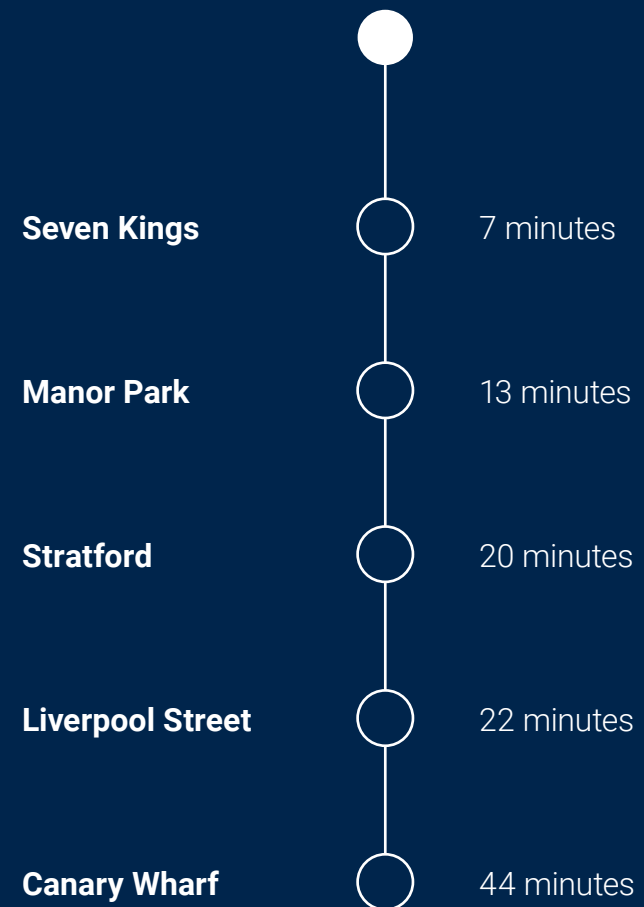 Seven Kings 7 minutes
Manor Park 13 minutes
Stratford 20 minutes
Liverpool Street 22 minutes
Canary Wharf 44 minutes